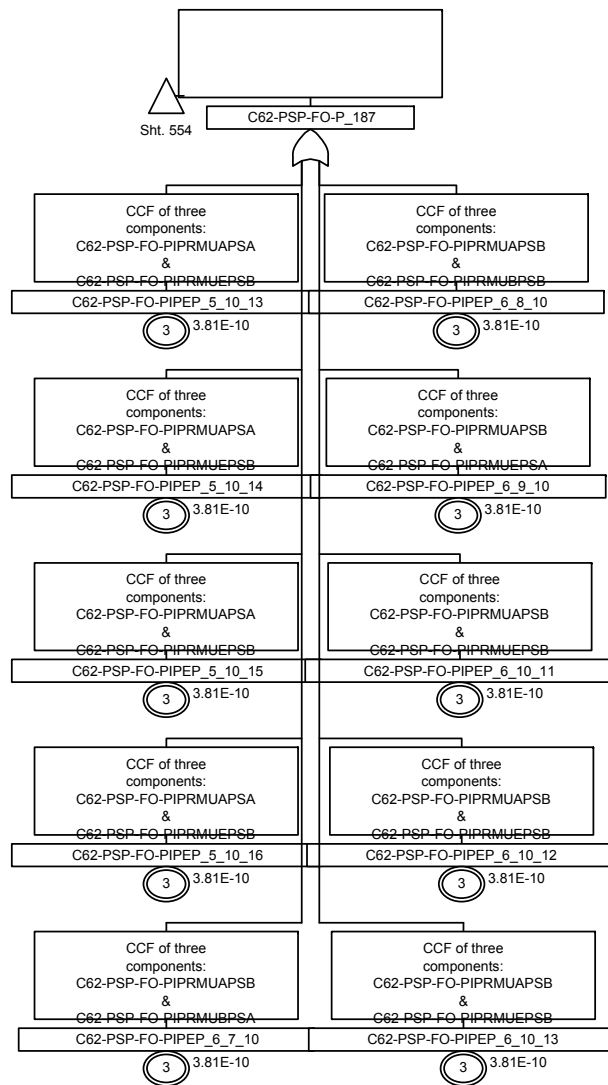 Sht. 554
C62-PSP-FO-P_187
CCF of three
components:
C62-PSP-FO-PIPRMUAPSA
&
C62-PSP-FO-PIPRMUEPSB
C62-PSP-FO-PIPEP_5_10_13
3
3.81E-10
CCF of three
components:
C62-PSP-FO-PIPRMUAPSB
&
C62-PSP-FO-PIPRMUBPSB
C62-PSP-FO-PIPEP_6_8_10
3
3.81E-10
CCF of three
components:
C62-PSP-FO-PIPRMUAPSA
&
C62-PSP-FO-PIPRMUEPSB
C62-PSP-FO-PIPEP_5_10_14
3
3.81E-10
CCF of three
components:
C62-PSP-FO-PIPRMUAPSB
&
C62-PSP-FO-PIPRMUEPSA
C62-PSP-FO-PIPEP_6_9_10
3
3.81E-10
CCF of three
components:
C62-PSP-FO-PIPRMUAPSA
&
C62-PSP-FO-PIPRMUEPSB
C62-PSP-FO-PIPEP_5_10_15
3
3.81E-10
CCF of three
components:
C62-PSP-FO-PIPRMUAPSB
&
C62-PSP-FO-PIPRMUEPSB
C62-PSP-FO-PIPEP_6_10_11
3
3.81E-10
CCF of three
components:
C62-PSP-FO-PIPRMUAPSA
&
C62-PSP-FO-PIPRMUEPSB
C62-PSP-FO-PIPEP_5_10_16
3
3.81E-10
CCF of three
components:
C62-PSP-FO-PIPRMUAPSB
&
C62-PSP-FO-PIPRMUEPSB
C62-PSP-FO-PIPEP_6_10_12
3
3.81E-10
CCF of three
components:
C62-PSP-FO-PIPRMUAPSB
&
C62-PSP-FO-PIPRMUBPSA
C62-PSP-FO-PIPEP_6_7_10
3
3.81E-10
CCF of three
components:
C62-PSP-FO-PIPRMUAPSB
&
C62-PSP-FO-PIPRMUEPSB
C62-PSP-FO-PIPEP_6_10_13
3
3.81E-10